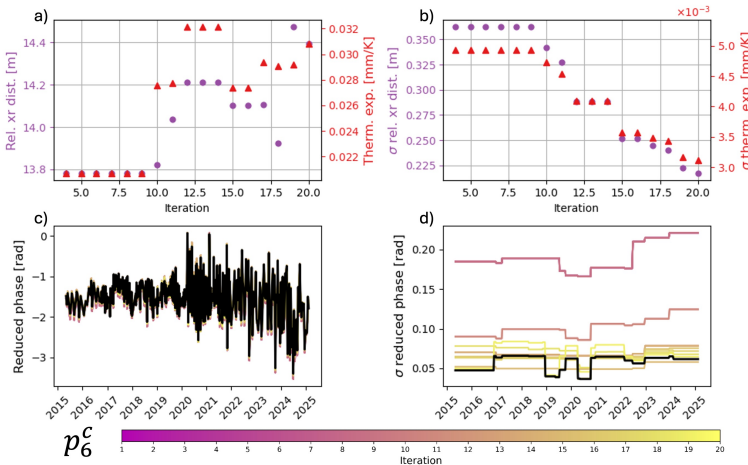 a)
b)
×10⁻³
14.4
14.2
14.0
13.8
Rel. xr dist. [m]
0.032
0.030
0.028
0.026
0.024
0.022
Therm. exp. [mm/K]
5.0 7.5 10.0 12.5 15.0 17.5 20.0
Iteration
0.350
0.325
0.300
0.275
0.250
0.225
σ rel. xr dist. [m]
5.0
4.5
4.0
3.5
3.0
σ therm. exp. [mm/K]
5.0 7.5 10.0 12.5 15.0 17.5 20.0
Iteration
c)
d)
0
−1
−2
−3
Reduced phase [rad]
2015 2016 2017 2018 2019 2020 2021 2022 2023 2024 2025
0.20
0.15
0.10
0.05
σ reduced phase [rad]
2015 2016 2017 2018 2019 2020 2021 2022 2023 2024 2025
p₆ᶜ
1 2 3 4 5 6 7 8 9 10 11 12 13 14 15 16 17 18 19 20
Iteration